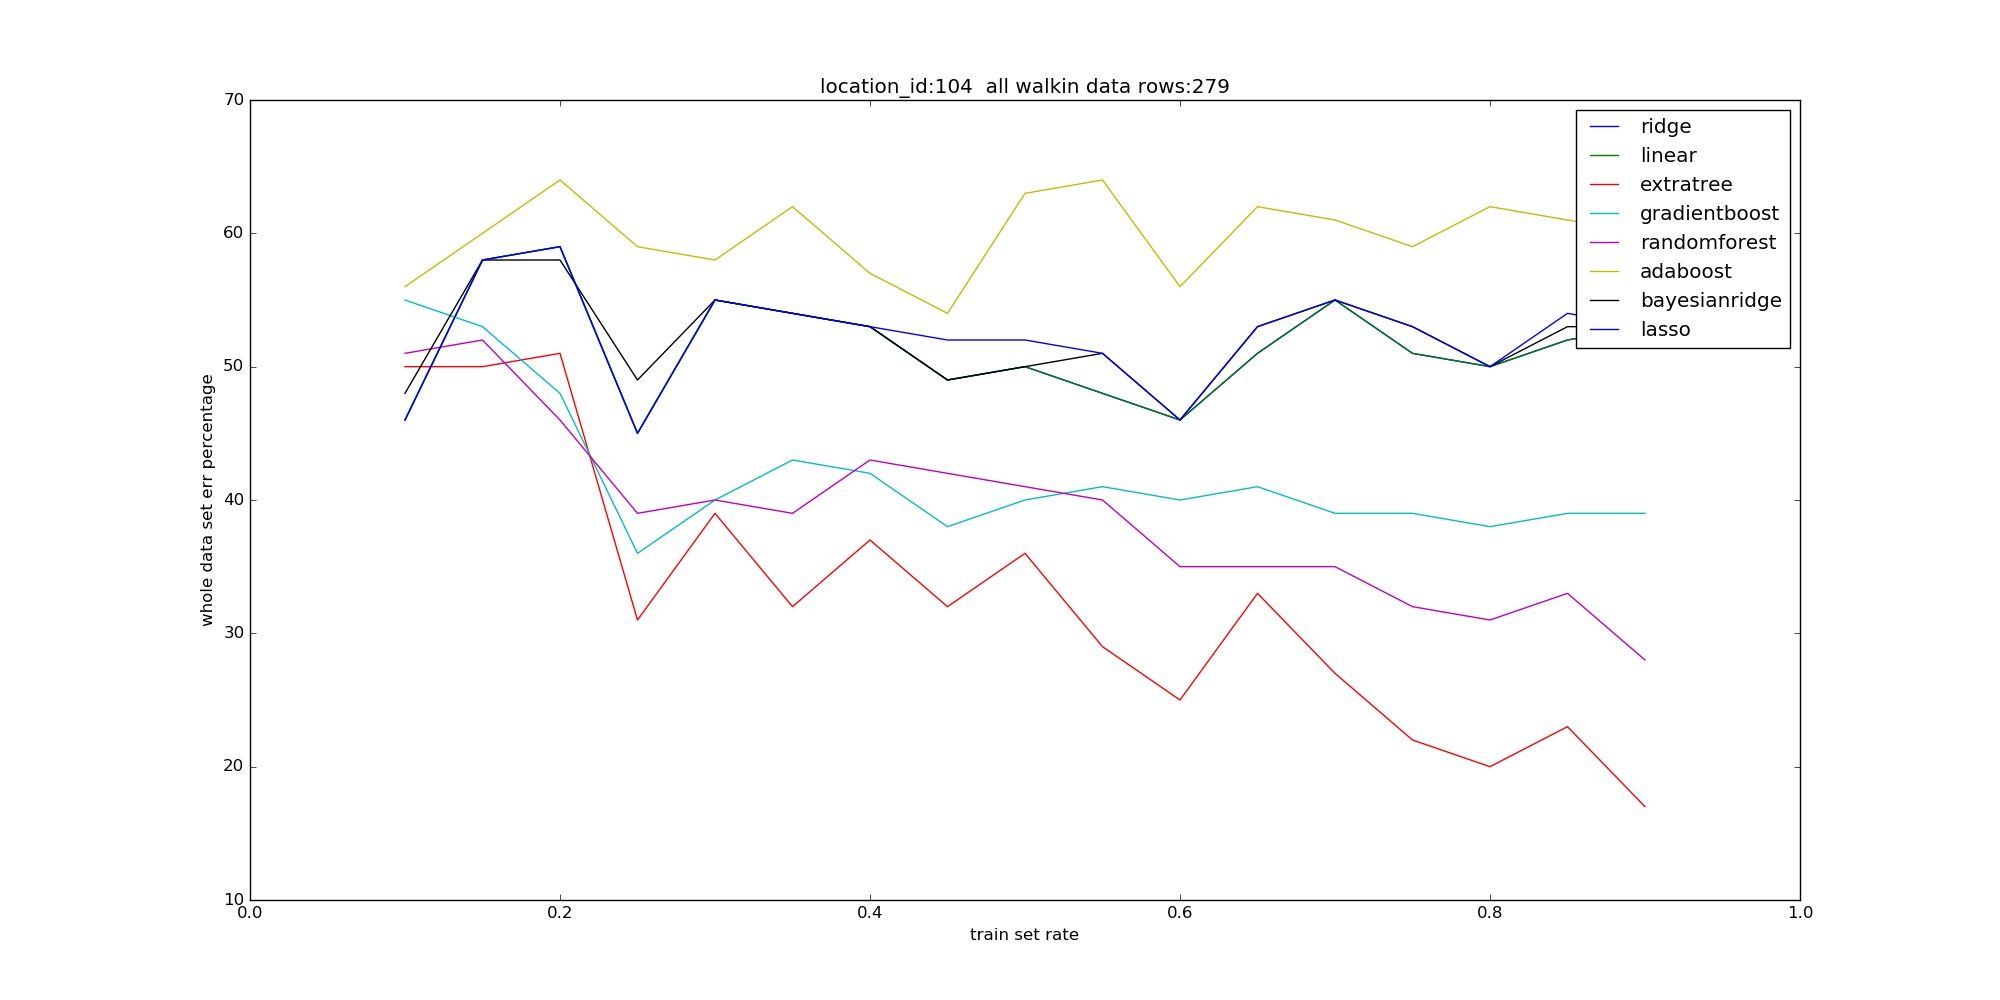 location_id:104  all walkin data rows:279
70
60
50
40
30
20
10
whole data set err percentage
ridge
linear
extratree
gradientboost
randomforest
adaboost
bayesianridge
lasso
0.0 0.2 0.4 0.6 0.8 1.0
train set rate